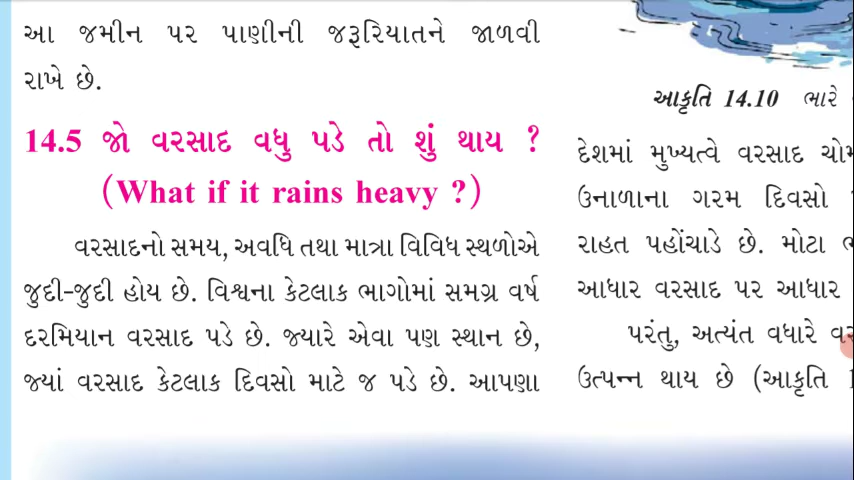 આ જમીન પર પાણીની જરૂરિયાતને જાળવી
રાખે છે.
14.5 જો વરસાદ વધુ પડે તો શું થાય ?
(What if it rains heavy ?)
વરસાદનો સમય, અવધિ તથા માત્રા વિવિધ સ્થળોએ
જુદી-જુદી હોય છે. વિશ્વના કેટલાક ભાગોમાં સમગ્ર વર્ષ
દરમિયાન વરસાદ પડે છે. જ્યારે એવા પણ સ્થાન છે,
જ્યાં વરસાદ કેટલાક દિવસો માટે જ પડે છે. આપણા
આકૃતિ 14.10 ભારે
દેશમાં મુખ્યત્વે વરસાદ
ઉનાળાના ગરમ દિવસો
રાહત પહોંચાડે છે. મોટા
આધાર વરસાદ પર આધાર
પરંતુ, અત્યંત વધારે
ઉત્પન્ન થાય છે (આકૃતિ